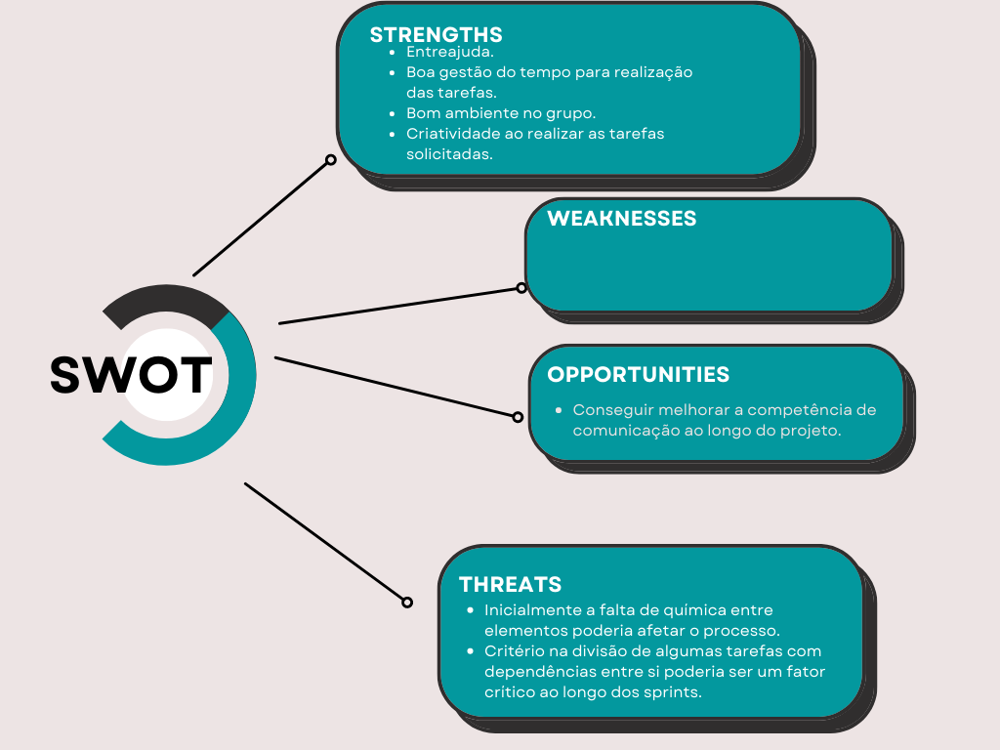 STRENGTHS
• Entreajuda.
• Boa gestão do tempo para realização
das tarefas.
• Bom ambiente no grupo.
• Criatividade ao realizar as tarefas
solicitadas.
WEAKNESSES
SWOT
OPPORTUNITIES
• Conseguir melhorar a competência de
comunicação ao longo do projeto.
THREATS
• Inicialmente a falta de química entre
elementos poderia afetar o processo.
• Critério na divisão de algumas tarefas com
dependências entre si poderia ser um fator
crítico ao longo dos sprints.